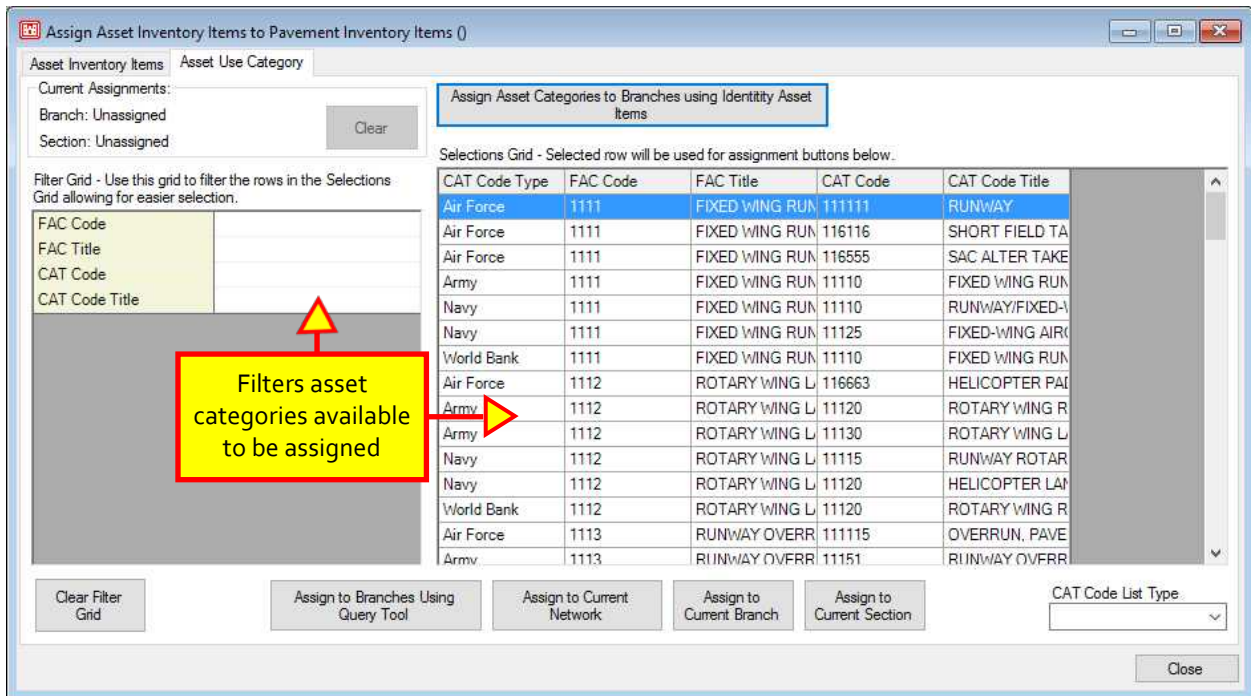 Assign Asset Inventory Items to Pavement Inventory Items ()
Asset Inventory Items Asset Use Category
Current Assignments:
Branch: Unassigned
Section: Unassigned
Clear
Assign Asset Categories to Branches using Identitity Asset
Items
Selections Grid - Selected row will be used for assignment buttons below.
Filter Grid - Use this grid to filter the rows in the Selections
Grid allowing for easier selection.
FAC Code
FAC Title
CAT Code
CAT Code Title
Filters asset
categories available
to be assigned
CAT Code Type FAC Code FAC Title CAT Code CAT Code Title
Air Force 1111 FIXED WING RUN 111111 RUNWAY
Air Force 1111 FIXED WING RUN 116116 SHORT FIELD TA
Air Force 1111 FIXED WING RUN 116555 SAC ALTER TAKE
Army 1111 FIXED WING RUN 11110 FIXED WING RUN
Navy 1111 FIXED WING RUN 11110 RUNWAY/FIXED-
Navy 1111 FIXED WING RUN 11125 FIXED-WING AIR
World Bank 1111 FIXED WING RUN 11110 FIXED WING RUN
Air Force 1112 ROTARY WING L 116663 HELICOPTER PAD
Army 1112 ROTARY WING L 11120 ROTARY WING R
Army 1112 ROTARY WING L 11130 ROTARY WING L
Navy 1112 ROTARY WING L 11115 RUNWAY ROTAR
Navy 1112 ROTARY WING L 11120 HELICOPTER LAN
World Bank 1112 ROTARY WING L 11120 ROTARY WING R
Air Force 1113 RUNWAY OVERR 111115 OVERRUN, PAVE
Army 1113 RUNWAY OVERR 11151 RUNWAY OVERR
Clear Filter
Grid
Assign to Branches Using
Query Tool
Assign to Current
Network
Assign to
Current Branch
Assign to
Current Section
CAT Code List Type
Close